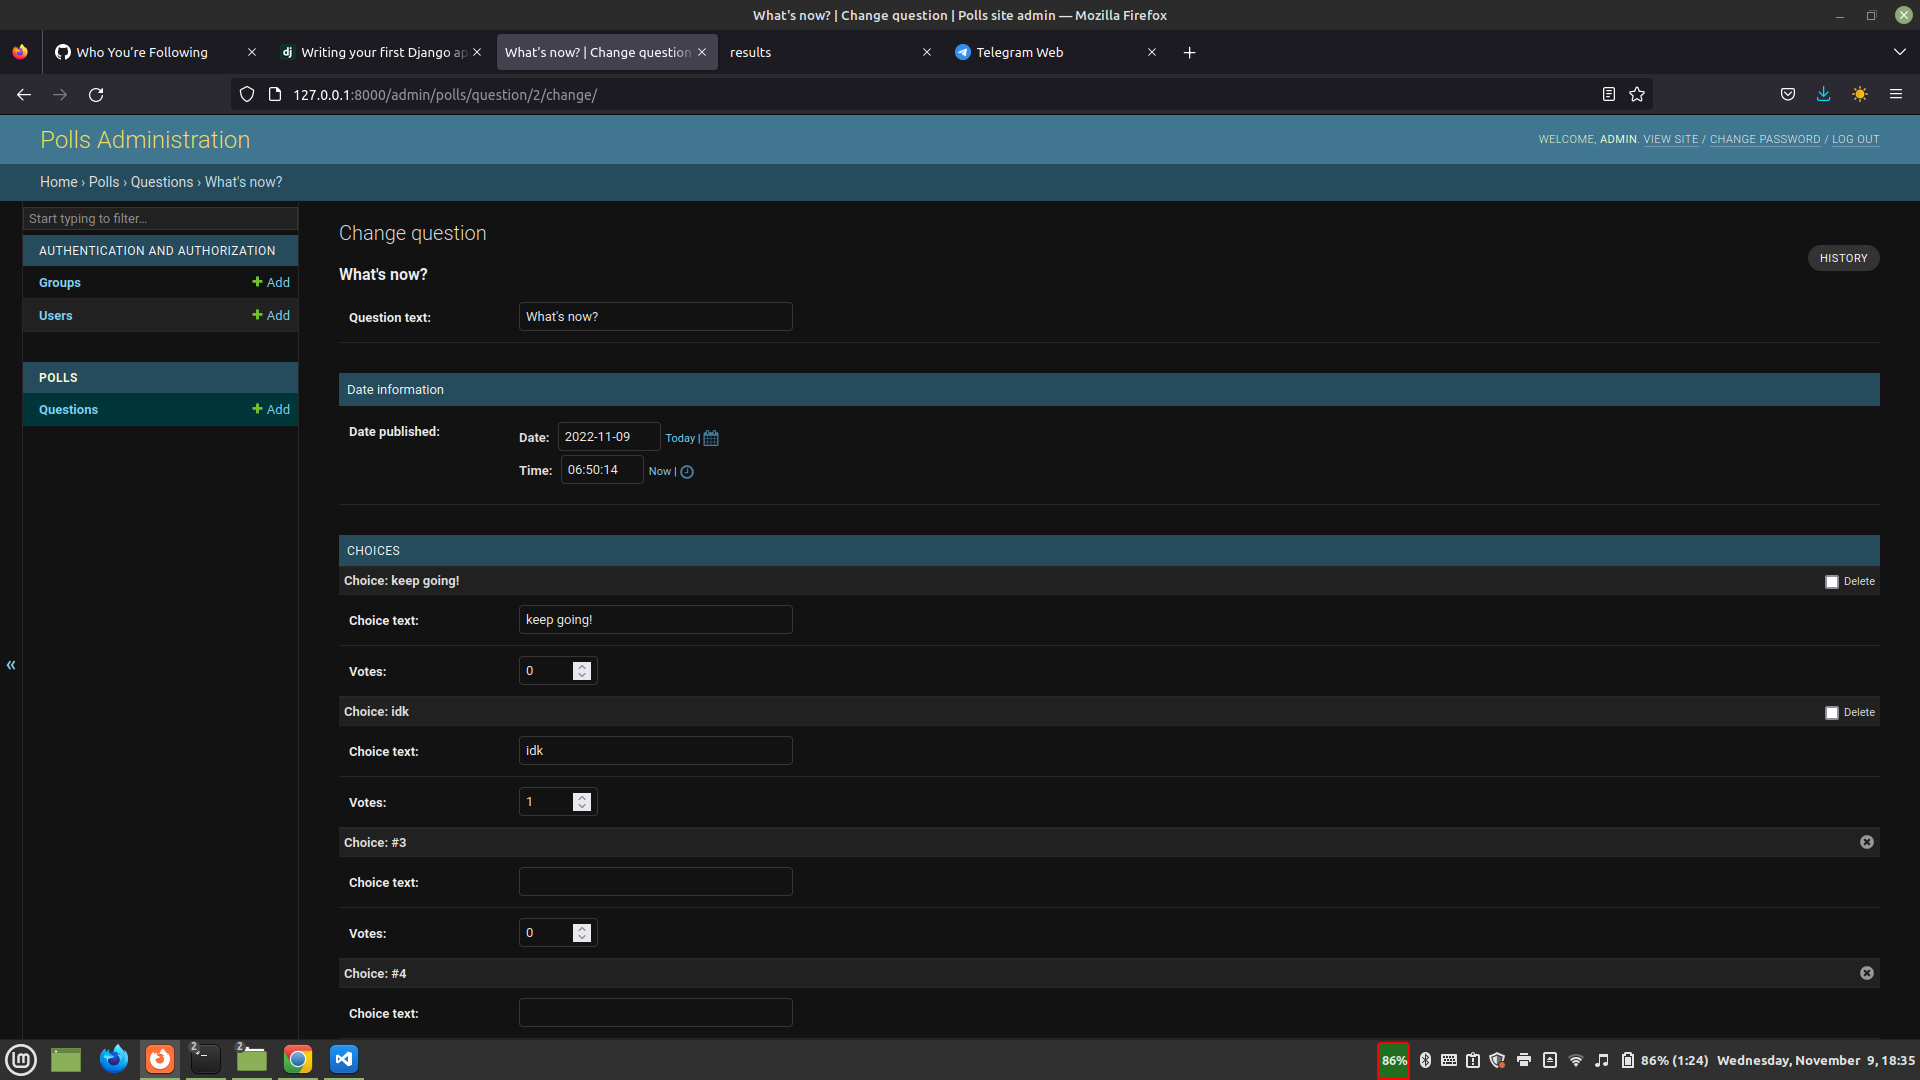 What's now? | Change question | Polls site admin — Mozilla Firefox
Who You're Following
Writing your first Django ap
What's now? | Change question
results
Telegram Web
127.0.0.1:8000/admin/polls/question/2/change/
Polls Administration
WELCOME, ADMIN. VIEW SITE / CHANGE PASSWORD / LOG OUT
Home › Polls › Questions › What's now?
Start typing to filter...
AUTHENTICATION AND AUTHORIZATION
Groups + Add
Users + Add
POLLS
Questions + Add
«
Change question
HISTORY
What's now?
Question text: What's now?
Date information
Date published:
Date: 2022-11-09 Today |
Time: 06:50:14 Now |
CHOICES
Choice: keep going! Delete
Choice text: keep going!
Votes: 0
Choice: idk Delete
Choice text: idk
Votes: 1
Choice: #3
Choice text:
Votes: 0
Choice: #4
Choice text:
2
2
86% 86% (1:24) Wednesday, November 9, 18:35